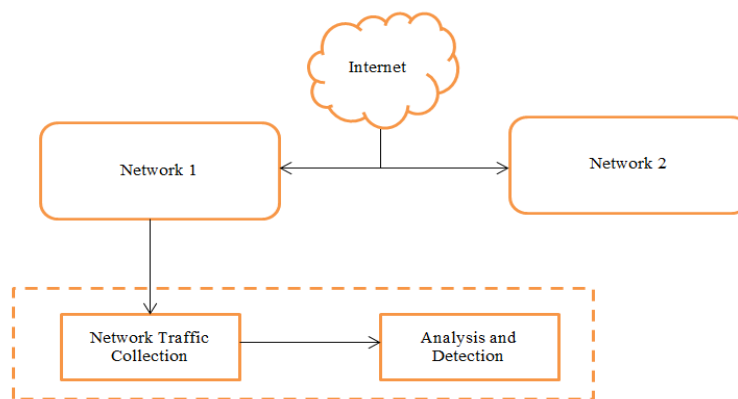 Internet
Network 1
Network 2
Network Traffic
Collection
Analysis and
Detection